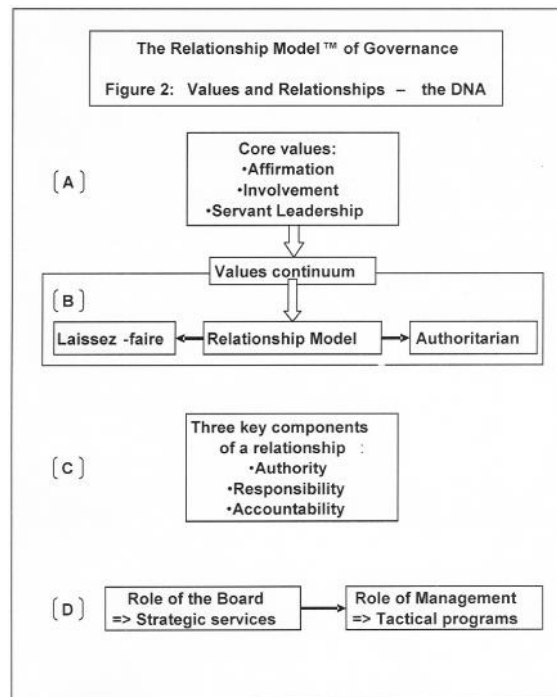 The Relationship Model™ of Governance
Figure 2: Values and Relationships – the DNA
[A]
Core values:
•Affirmation
•Involvement
•Servant Leadership
Values continuum
[B]
Laissez -faire
Relationship Model
Authoritarian
[C]
Three key components
of a relationship :
•Authority
•Responsibility
•Accountability
[D]
Role of the Board
=> Strategic services
Role of Management
=> Tactical programs